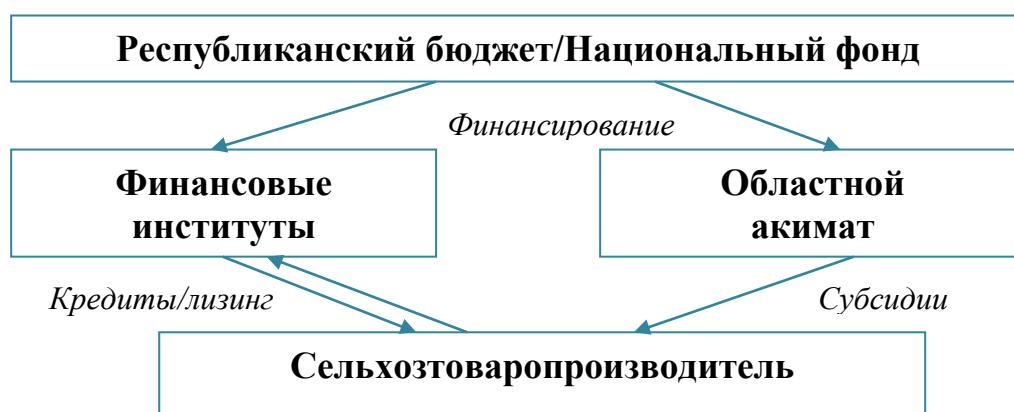 Республиканский бюджет/Национальный фонд
Финансирование
Финансовые
институты
Областной
акимат
Кредиты/лизинг
Субсидии
Сельхозтоваропроизводитель